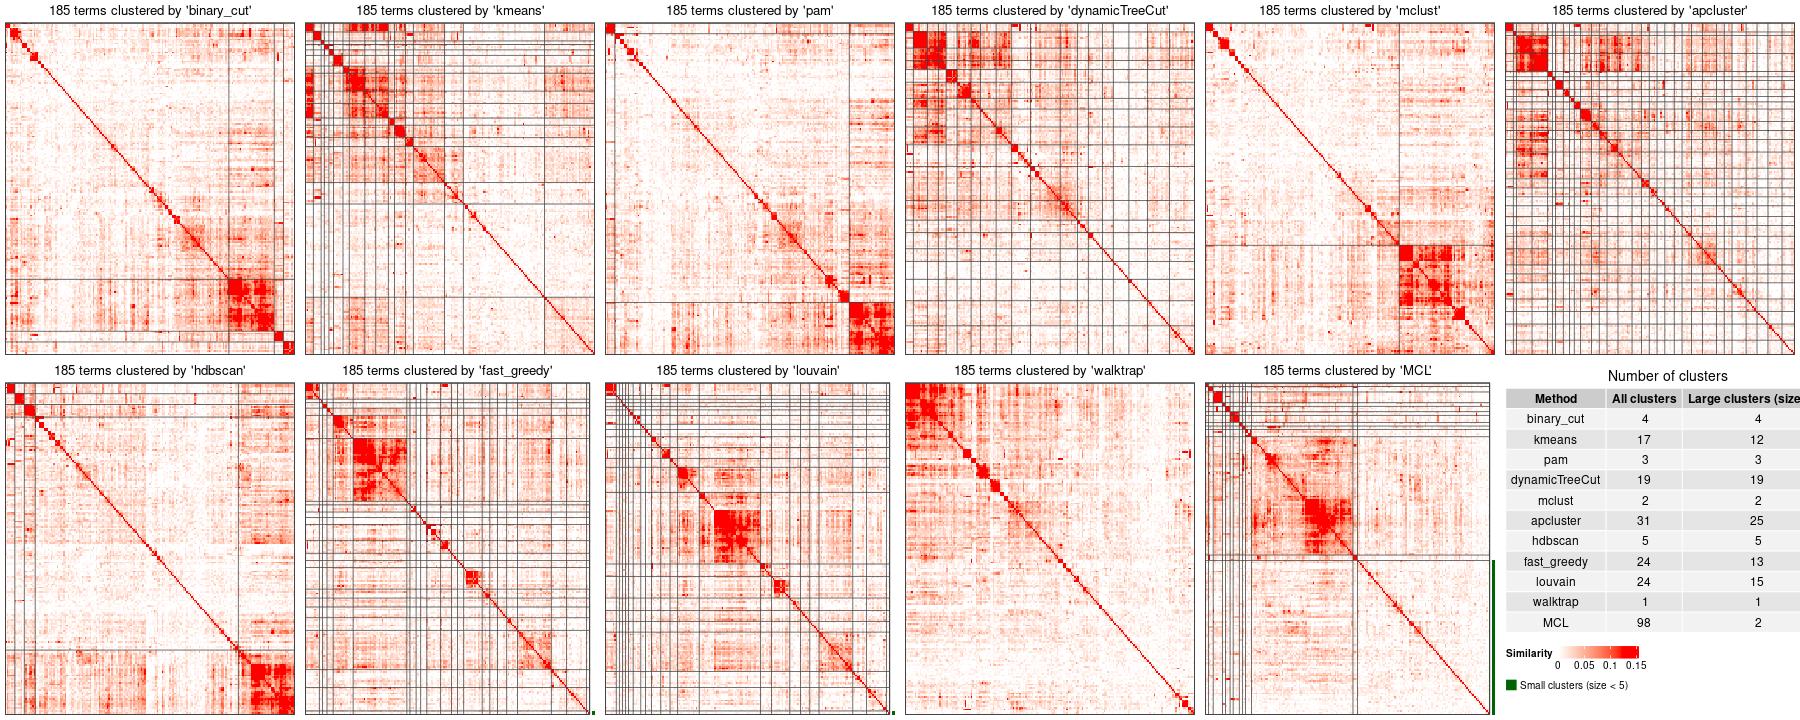 185 terms clustered by 'binary_cut'
185 terms clustered by 'kmeans'
185 terms clustered by 'pam'
185 terms clustered by 'dynamicTreeCut'
185 terms clustered by 'mclust'
185 terms clustered by 'apcluster'
185 terms clustered by 'hdbscan'
185 terms clustered by 'fast_greedy'
185 terms clustered by 'louvain'
185 terms clustered by 'walktrap'
185 terms clustered by 'MCL'
Number of clusters
Method All clusters Large clusters (size
binary_cut 4 4
kmeans 17 12
pam 3 3
dynamicTreeCut 19 19
mclust 2 2
apcluster 31 25
hdbscan 5 5
fast_greedy 24 13
louvain 24 15
walktrap 1 1
MCL 98 2
Similarity
0 0.05 0.1 0.15
Small clusters (size < 5)